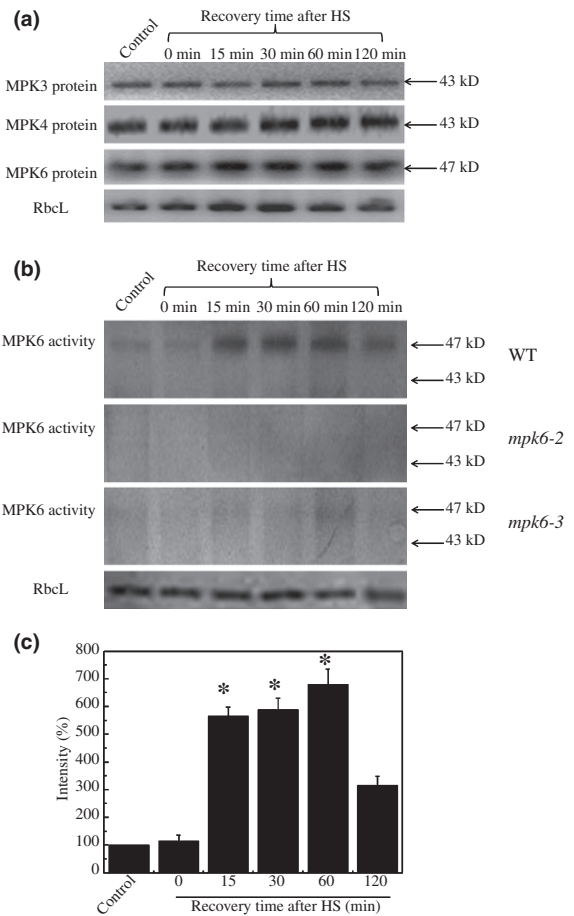 (a)
Recovery time after HS
Control
0 min 15 min 30 min 60 min 120 min
MPK3 protein
43 kD
MPK4 protein
43 kD
MPK6 protein
47 kD
RbcL
(b)
Recovery time after HS
Control
0 min 15 min 30 min 60 min 120 min
MPK6 activity
47 kD
WT
43 kD
MPK6 activity
47 kD
mpk6-2
43 kD
MPK6 activity
47 kD
mpk6-3
43 kD
RbcL
(c)
800
700
600
500
400
300
200
100
0
Intensity (%)
* * *
Control 0 15 30 60 120
Recovery time after HS (min)